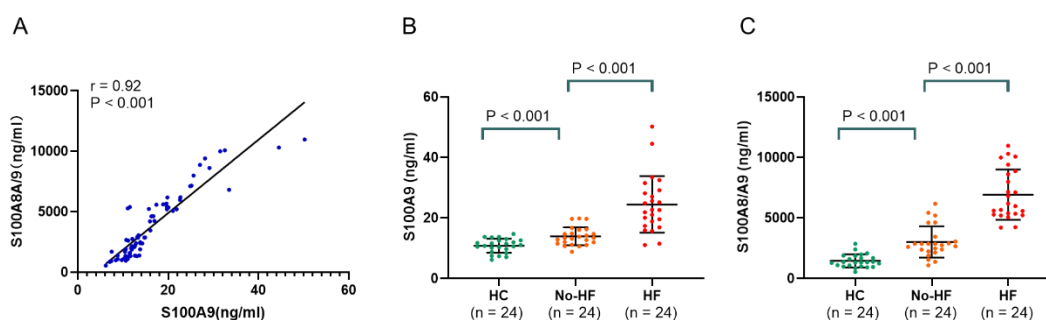 A
r = 0.92
P < 0.001
15000
10000
5000
0
0
20
40
60
S100A8A/9(ng/ml)
S100A9(ng/ml)
B
P < 0.001
P < 0.001
60
40
20
0
S100A9 (ng/ml)
HC
(n = 24)
No-HF
(n = 24)
HF
(n = 24)
C
P < 0.001
P < 0.001
15000
10000
5000
0
S100A8/A9 (ng/ml)
HC
(n = 24)
No-HF
(n = 24)
HF
(n = 24)